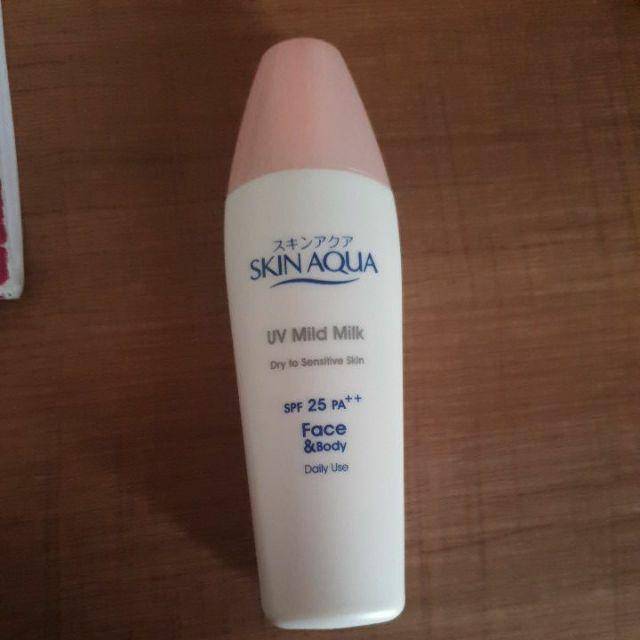 スキンアクア
SKIN AQUA
UV Mild Milk
Dry to Sensitive Skin
SPF 25 PA++
Face
&Body
Daily Use